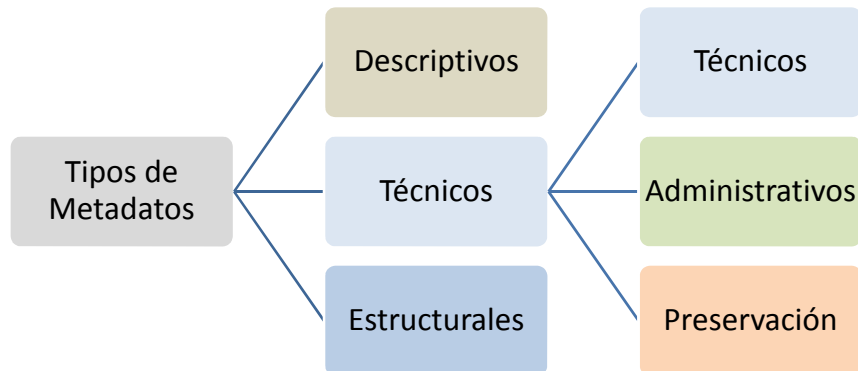 Tipos de
Metadatos
Descriptivos
Técnicos
Estructurales
Técnicos
Administrativos
Preservación